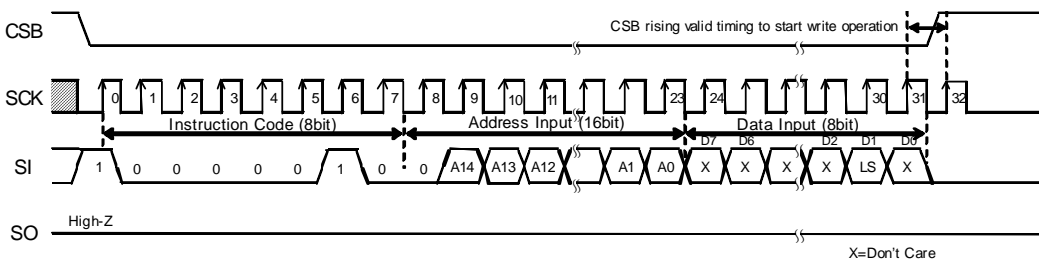 CSB rising valid timing to start write operation
CSB
SCK 0 1 2 3 4 5 6 7 8 9 10 11 23 24 30 31 32
Instruction Code (8bit) Address Input (16bit) Data Input (8bit)
D7 D6 D2 D1 D0
SI 1 0 0 0 0 0 1 0 0 A14 A13 A12 A1 A0 X X X X LS X
High-Z
SO
X=Don't Care